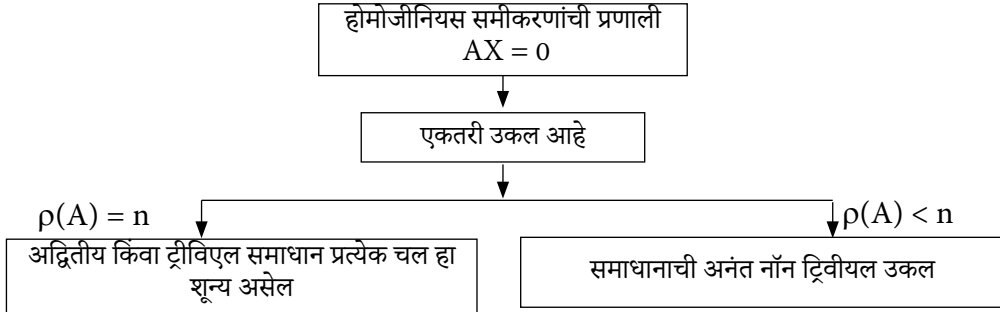 होमोजीनियस समीकरणांची प्रणाली
AX = 0
एकतरी उकल आहे
ρ(A) = n
ρ(A) < n
अद्वितीय किंवा ट्रीविएल समाधान प्रत्येक चल हा
शून्य असेल
समाधानाची अनंत नॉन ट्रिवीयल उकल